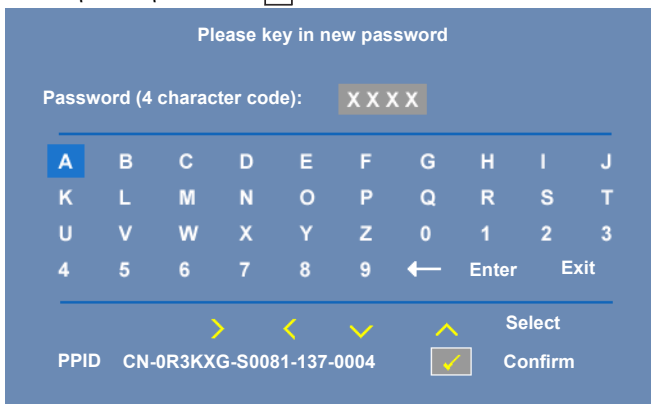 Please key in new password
Password (4 character code): X X X X
A B C D E F G H I J
K L M N O P Q R S T
U V W X Y Z 0 1 2 3
4 5 6 7 8 9 ← Enter Exit
Select
PPID CN-0R3KXG-S0081-137-0004 ✓ Confirm